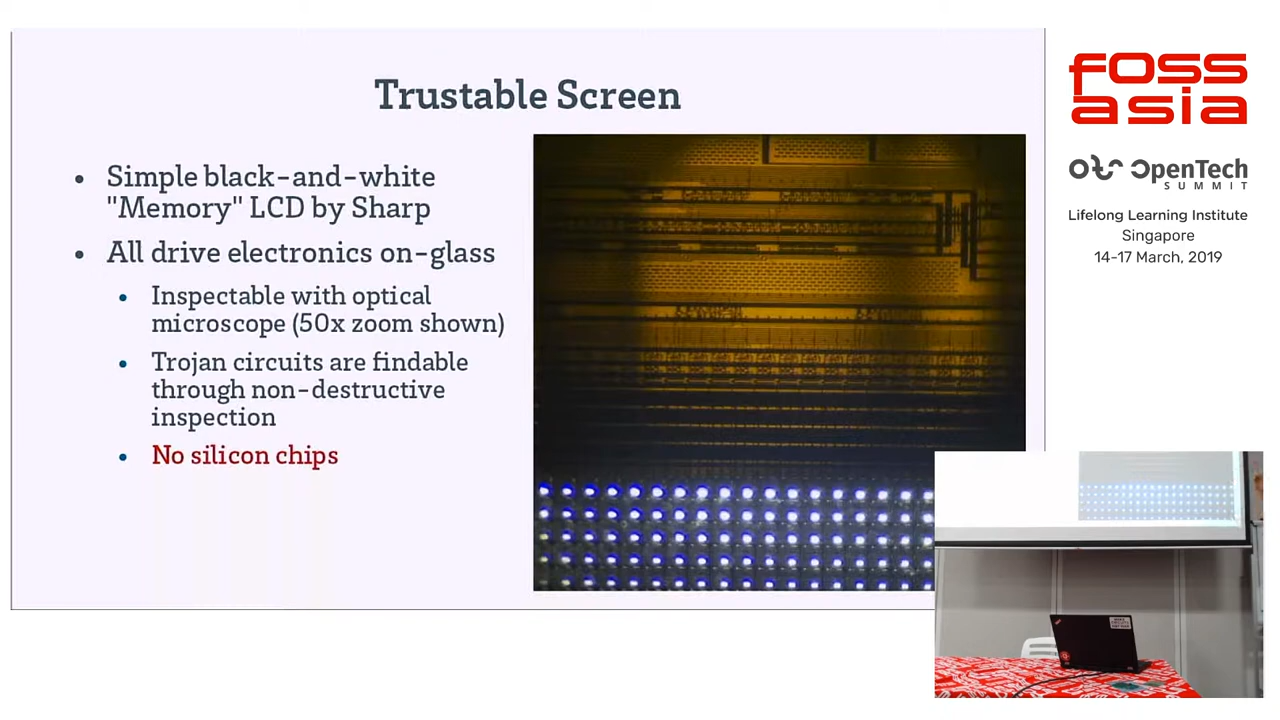 Trustable Screen
Simple black-and-white
"Memory" LCD by Sharp
All drive electronics on-glass
Inspectable with optical
microscope (50x zoom shown)
Trojan circuits are findable
through non-destructive
inspection
No silicon chips
fOSS
asia
OpenTech
SUMMIT
Lifelong Learning Institute
Singapore
14-17 March, 2019